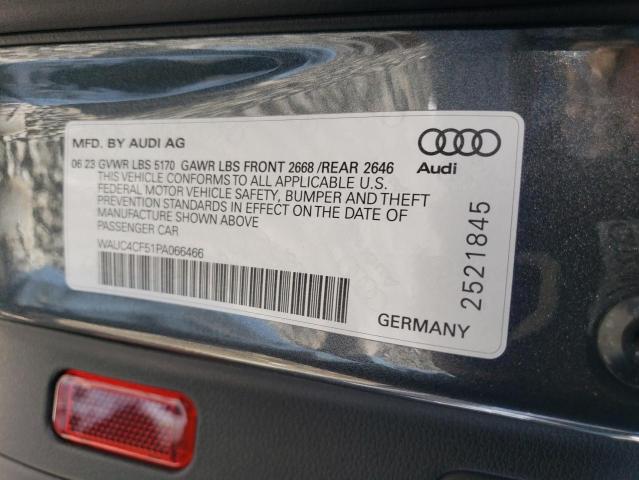 MFD. BY AUDI AG
06 23 GVWR LBS 5170 GAWR LBS FRONT 2668 /REAR 2646
THIS VEHICLE CONFORMS TO ALL APPLICABLE U.S.
FEDERAL MOTOR VEHICLE SAFETY, BUMPER AND THEFT
PREVENTION STANDARDS IN EFFECT ON THE DATE OF
MANUFACTURE SHOWN ABOVE
PASSENGER CAR
WAUC4CF51PA066466
Audi
2521845
GERMANY